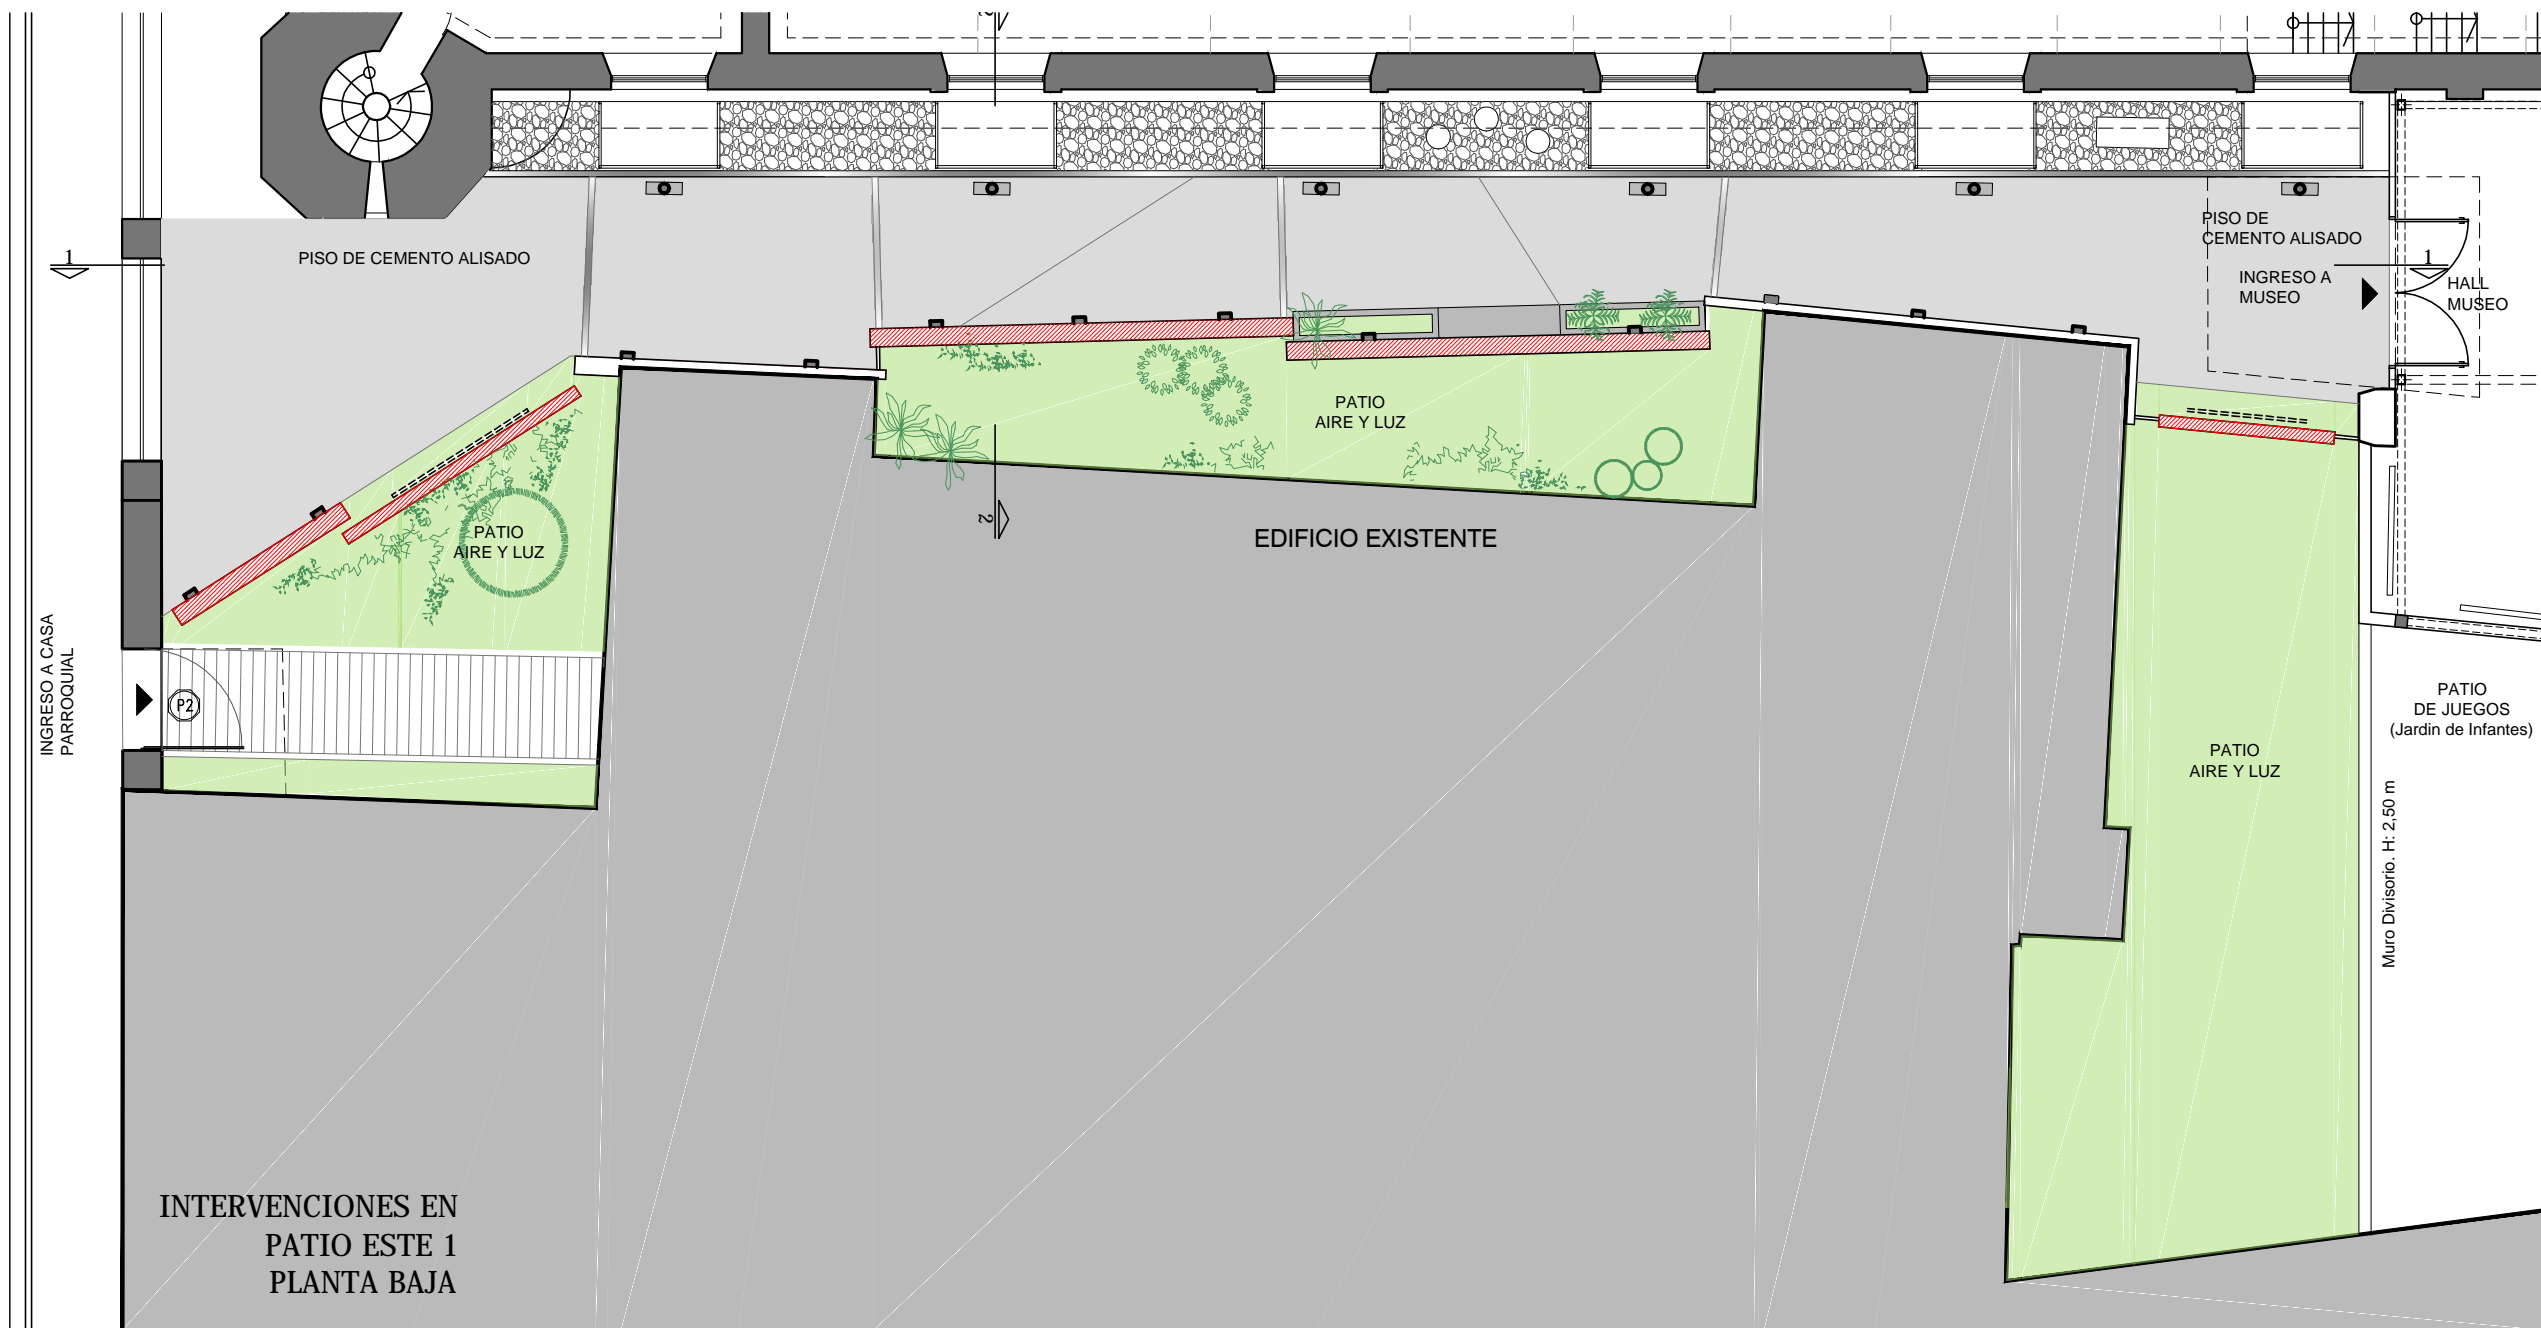 2
PISO DE CEMENTO ALISADO
1
PISO DE
CEMENTO ALISADO
INGRESO A
MUSEO
1
HALL
MUSEO
PATIO
AIRE Y LUZ
PATIO
AIRE Y LUZ
2
EDIFICIO EXISTENTE
INGRESO A CASA
PARROQUIAL
P2
PATIO
DE JUEGOS
(Jardin de Infantes)
PATIO
AIRE Y LUZ
Muro Divisorio. H: 2,50 m
INTERVENCIONES EN
PATIO ESTE 1
PLANTA BAJA